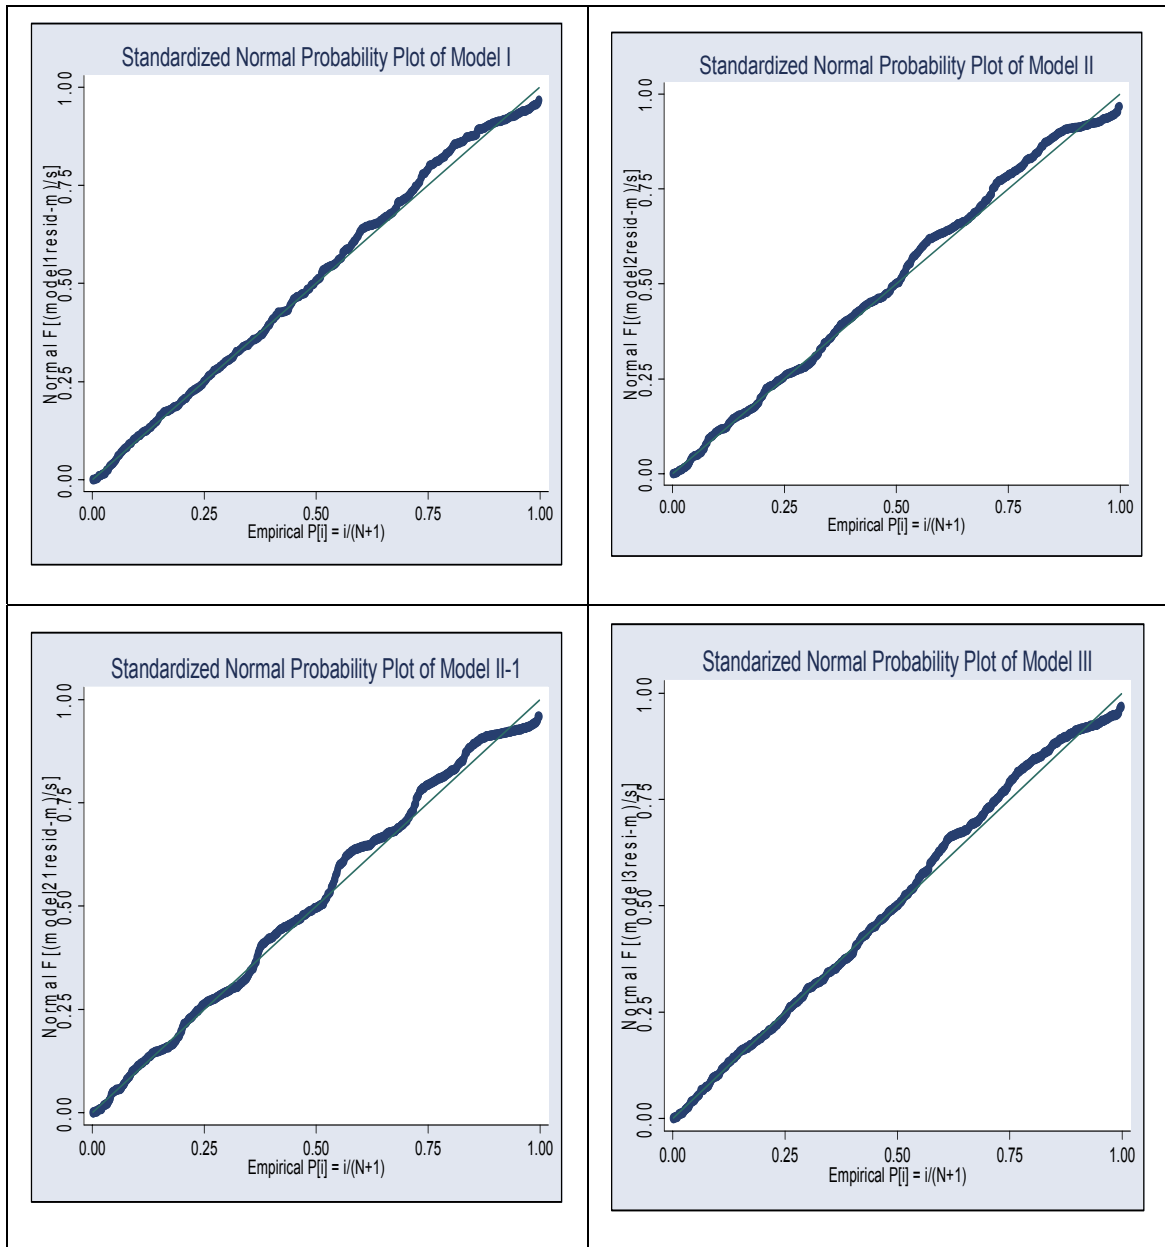 Standardized Normal Probability Plot of Model I
Normal F[(model1resid-m)/s]
1.00
0.75
0.50
0.25
0.00
0.00 0.25 0.50 0.75 1.00
Empirical P[i] = i/(N+1)
Standardized Normal Probability Plot of Model II
Normal F[(model2resid-m)/s]
1.00
0.75
0.50
0.25
0.00
0.00 0.25 0.50 0.75 1.00
Empirical P[i] = i/(N+1)
Standardized Normal Probability Plot of Model II-1
Normal F[(model21resid-m)/s]
1.00
0.75
0.50
0.25
0.00
0.00 0.25 0.50 0.75 1.00
Empirical P[i] = i/(N+1)
Standarized Normal Probability Plot of Model III
Normal F[(model3resi-m)/s]
1.00
0.75
0.50
0.25
0.00
0.00 0.25 0.50 0.75 1.00
Empirical P[i] = i/(N+1)